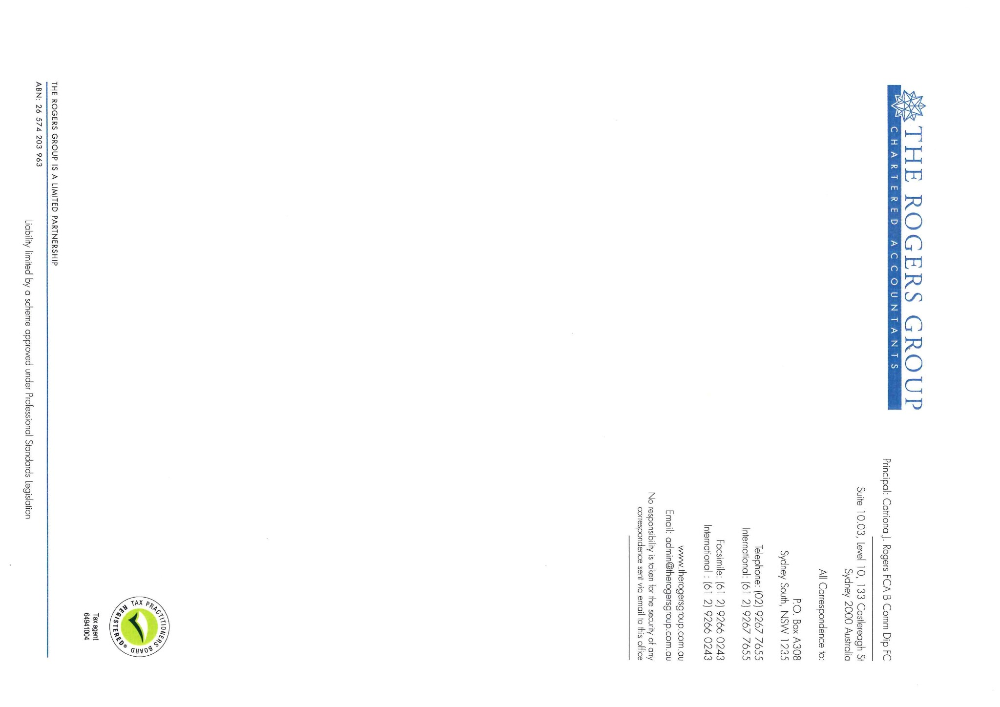 THE ROGERS GROUP
CHARTERED ACCOUNTANTS
Principal: Catriona J. Rogers FCA B Comm Dip FC
Suite 10.03, Level 10, 133 Castlereagh St
Sydney 2000 Australia
All Correspondence to:
P.O. Box A308
Sydney South, NSW 1235
Telephone: (02) 9267 7655
International: (61 2) 9267 7655
Facsimile: (61 2) 9266 0243
International : (61 2) 9266 0243
www.therogersgroup.com.au
Email: admin@therogersgroup.com.au
No responsibility is taken for the security of any
correspondence sent via email to this office
TAX PRACTITIONERS BOARD
REGISTERED®
Tax agent
64941004
THE ROGERS GROUP IS A LIMITED PARTNERSHIP
ABN: 26 574 203 963
Liability limited by a scheme approved under Professional Standards Legislation